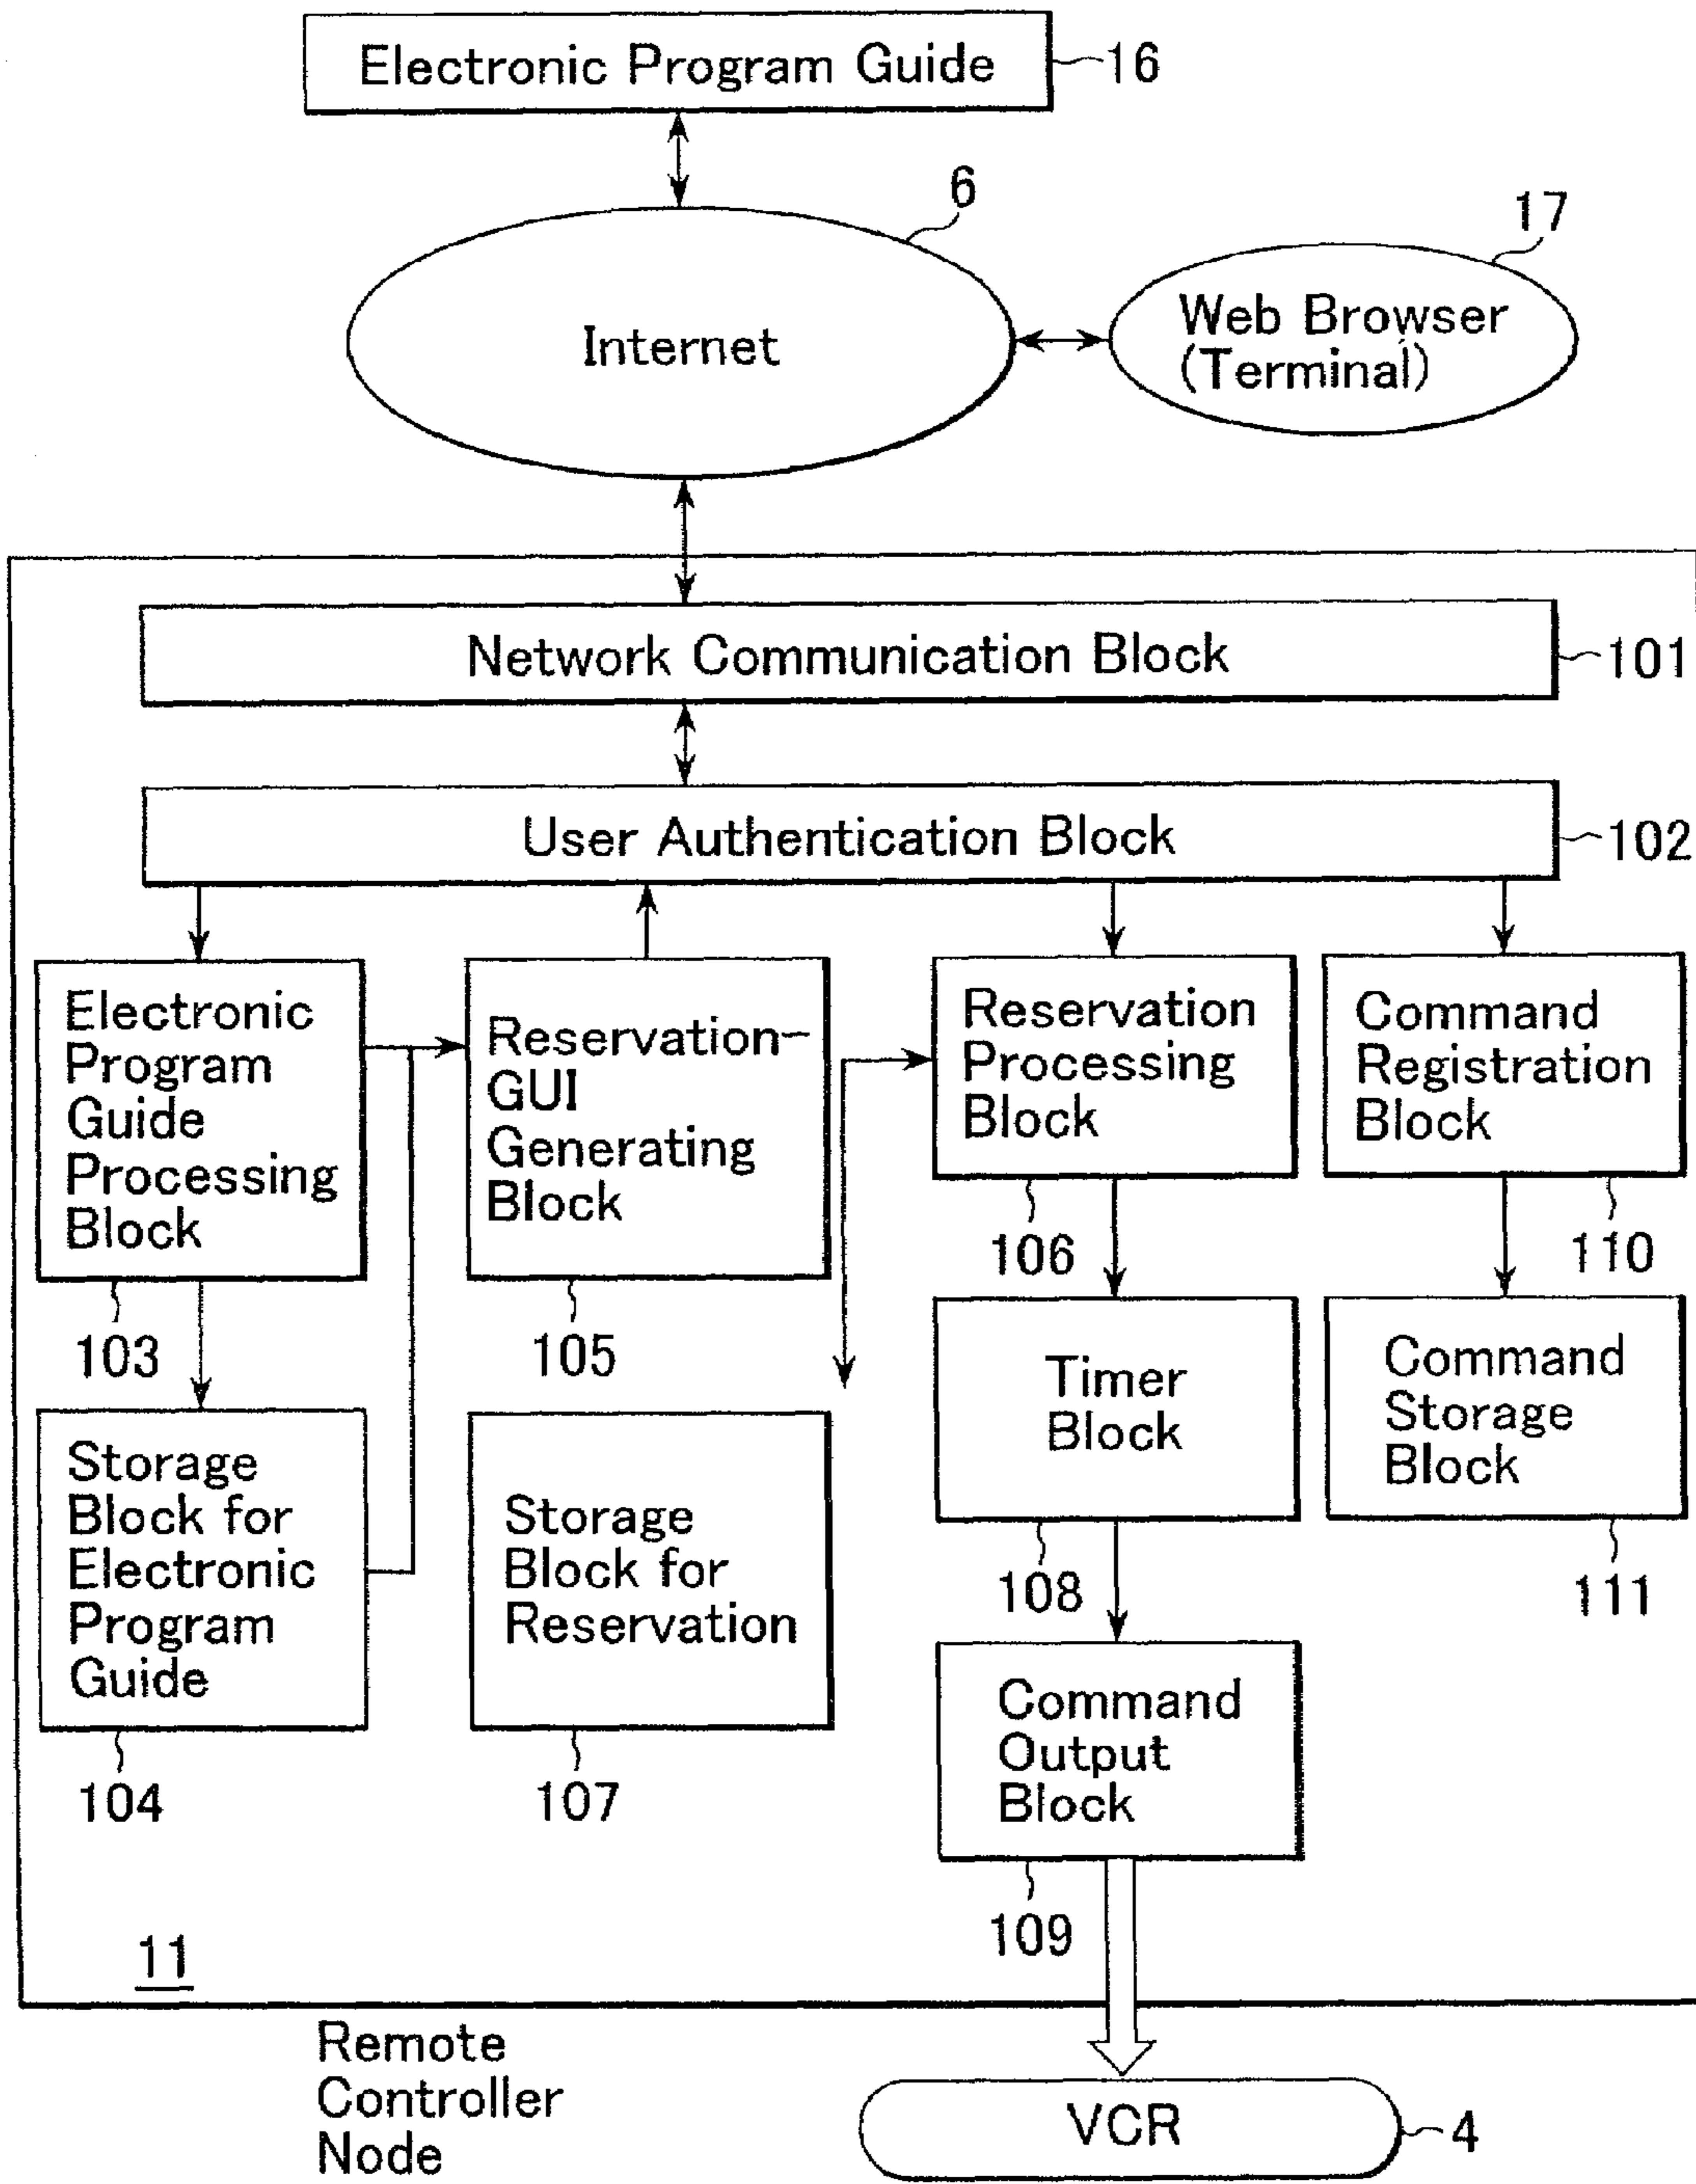 Electronic Program Guide
16
6
17
Internet
Web Browser
(Terminal)
Network Communication Block
101
User Authentication Block
102
Electronic
Program
Guide
Processing
Block
103
Reservation-
GUI
Generating
Block
105
Reservation
Processing
Block
106
Command
Registration
Block
110
Storage
Block for
Electronic
Program
Guide
104
Storage
Block for
Reservation
107
Timer
Block
108
Command
Storage
Block
111
Command
Output
Block
109
11
Remote
Controller
Node
VCR
4